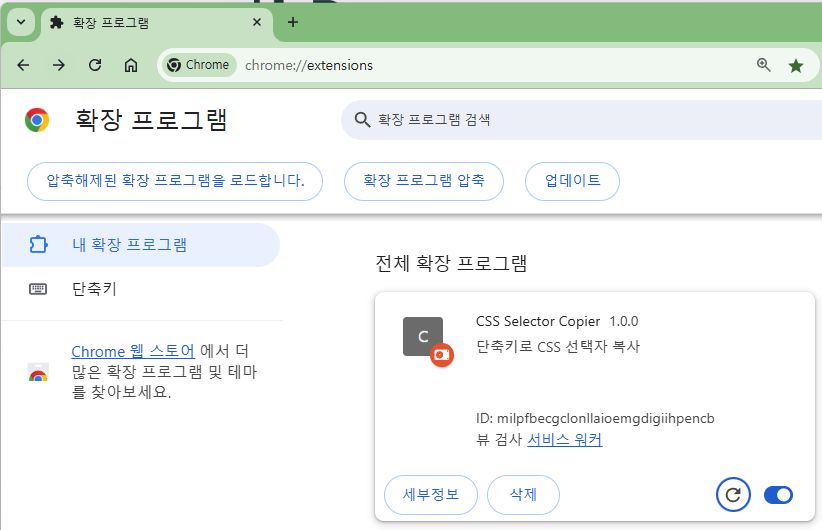 확장 프로그램
Chrome
chrome://extensions
확장 프로그램
확장 프로그램 검색
압축해제된 확장 프로그램을 로드합니다.
확장 프로그램 압축
업데이트
내 확장 프로그램
단축키
Chrome 웹 스토어 에서 더
많은 확장 프로그램 및 테마
를 찾아보세요.
전체 확장 프로그램
C
CSS Selector Copier 1.0.0
단축키로 CSS 선택자 복사
ID: milpfbecgclonllaioemgdigiihpencb
뷰 검사 서비스 워커
세부정보
삭제